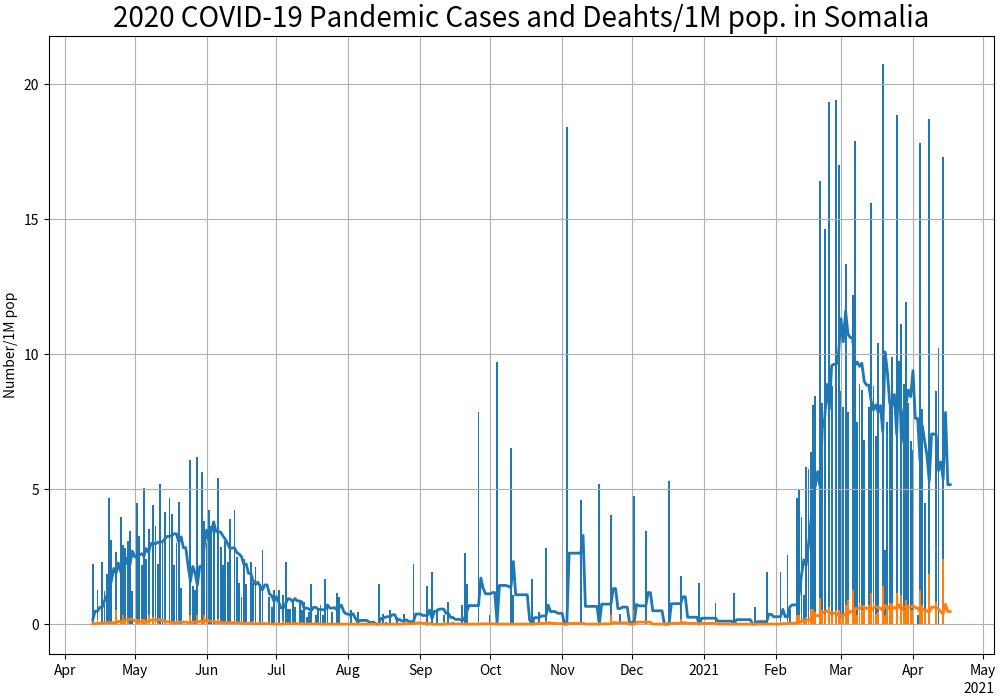 2020 COVID-19 Pandemic Cases and Deahts/1M pop. in Somalia
Number/1M pop
20
15
10
5
0
Apr May Jun Jul Aug Sep Oct Nov Dec 2021 Feb Mar Apr May
2021